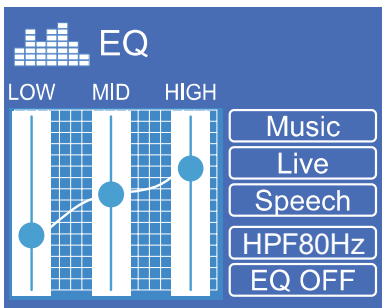 EQ
LOW MID HIGH
Music
Live
Speech
HPF80Hz
EQ OFF